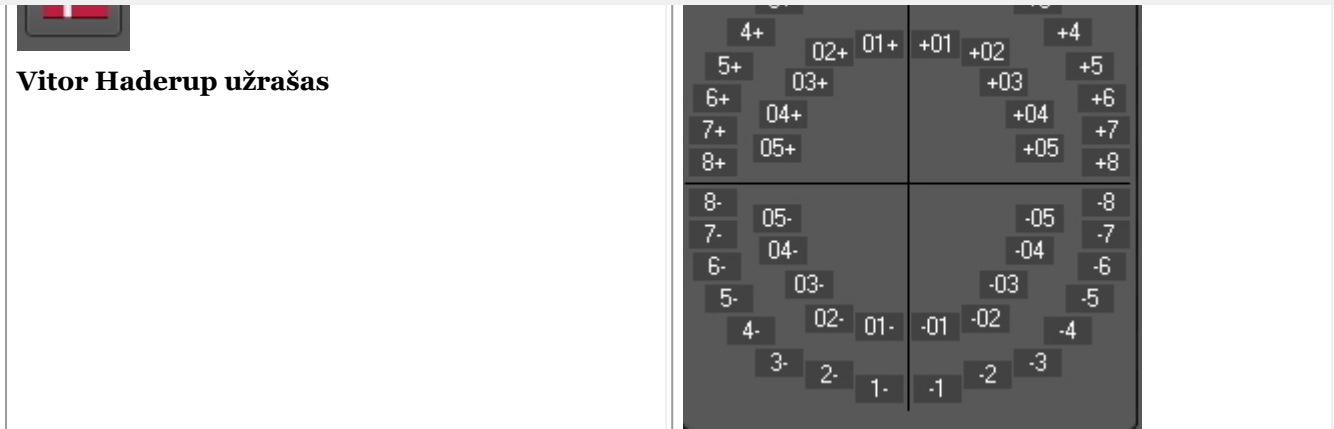 Vitor Haderup užrašas
4+ 02+ 01+ +01 +02 +4
5+ 03+ +03 +5
6+ 04+ +04 +6
7+ 05+ +05 +7
8+ +8
8- 05- -05 -8
7- 04- -04 -7
6- 03- -03 -6
5- 02- 01- -01 -02 -5
4- -4
3- 2- 1- -1 -2 -3